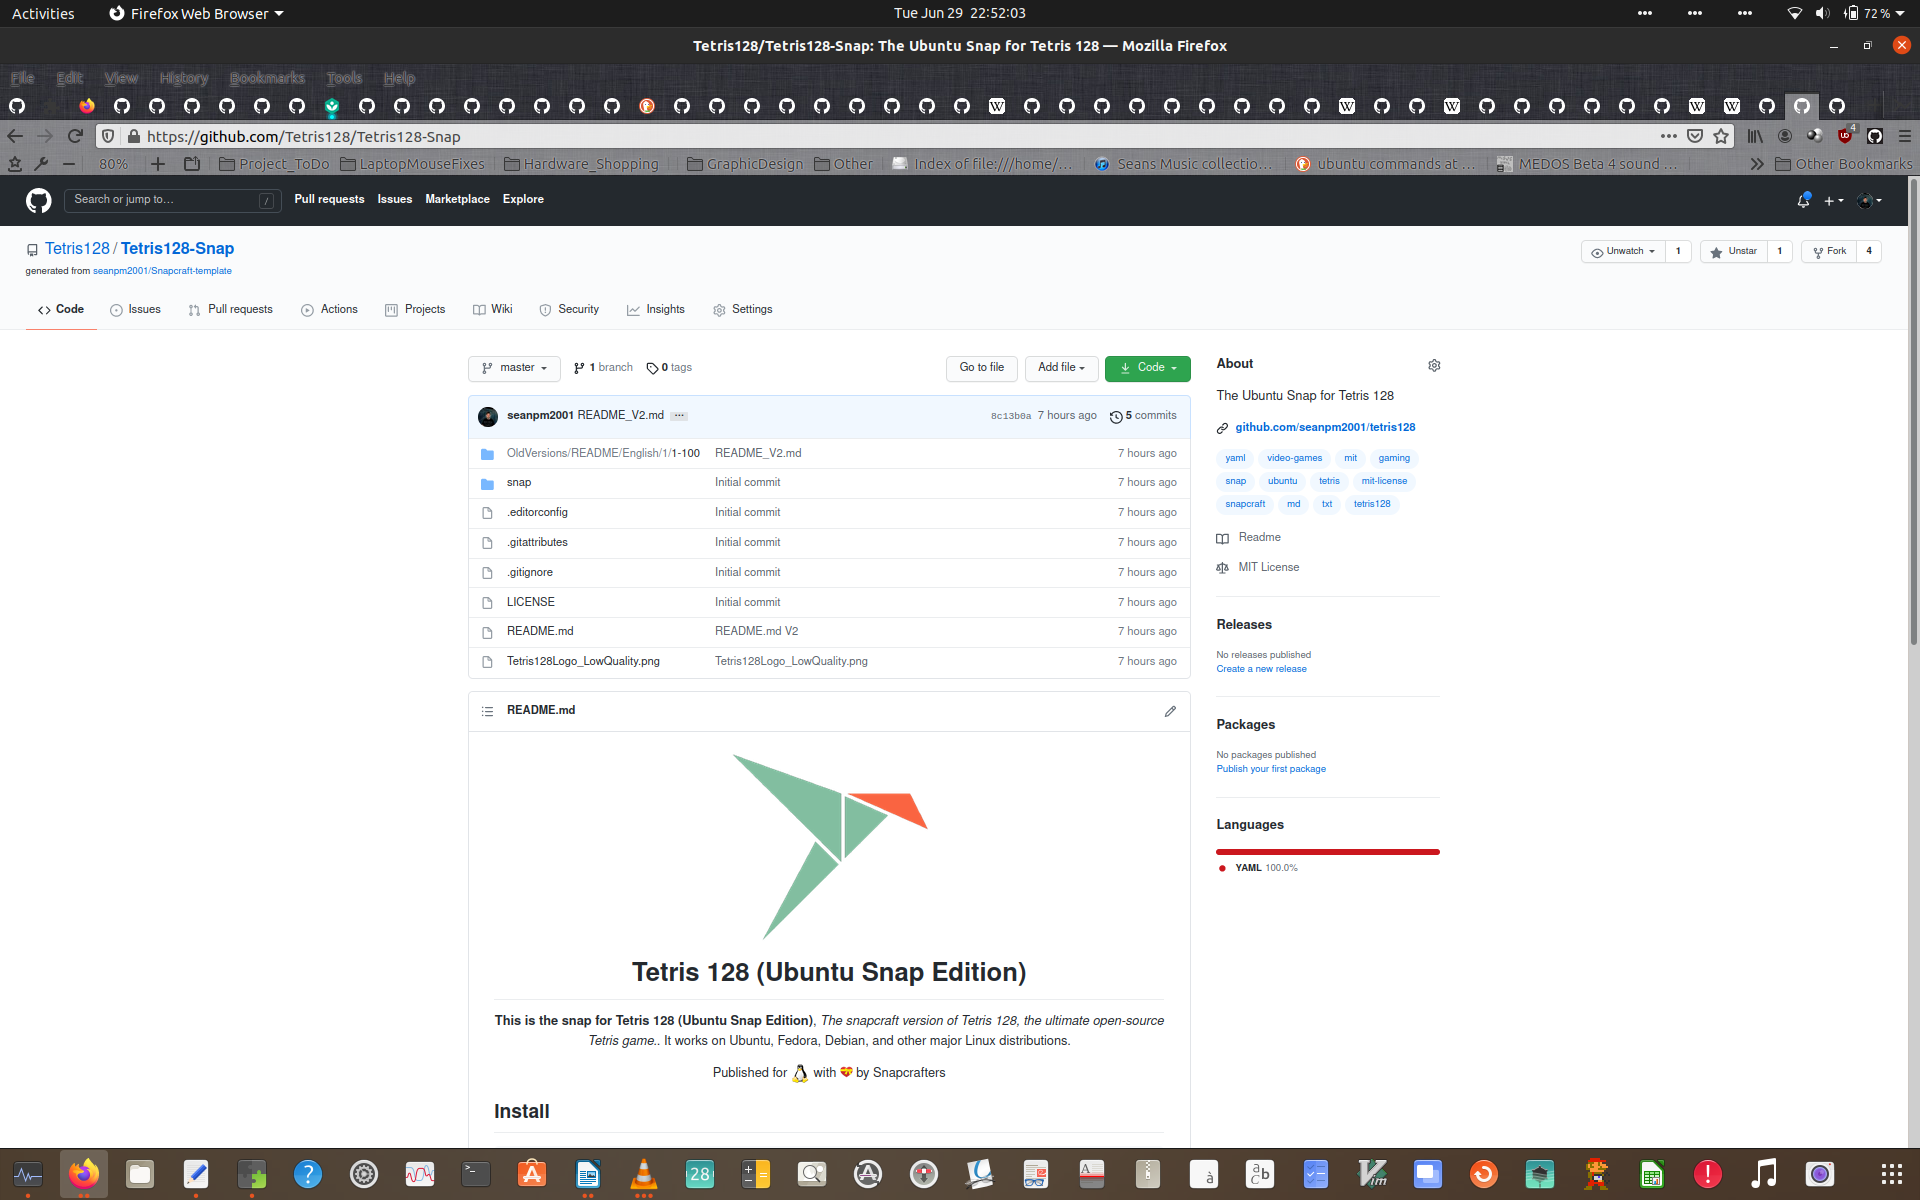 Activities
Firefox Web Browser
Tue Jun 29 22:52:03
72 %
Tetris128/Tetris128-Snap: The Ubuntu Snap for Tetris 128 — Mozilla Firefox
File Edit View History Bookmarks Tools Help
https://github.com/Tetris128/Tetris128-Snap
4
80%
Project_ToDo
LaptopMouseFixes
Hardware_Shopping
GraphicDesign
Other
Index of file:///home/...
Seans Music collectio...
ubuntu commands at ...
MEDOS Beta 4 sound ...
Other Bookmarks
Search or jump to...
/
Pull requests Issues Marketplace Explore
Tetris128 / Tetris128-Snap
generated from seanpm2001/Snapcraft-template
Unwatch 1
Unstar 1
Fork 4
Code Issues Pull requests Actions Projects Wiki Security Insights Settings
master
1 branch
0 tags
Go to file
Add file
Code
seanpm2001 README_V2.md ...
8c13b0a 7 hours ago 5 commits
OldVersions/README/English/1/1-100 README_V2.md 7 hours ago
snap Initial commit 7 hours ago
.editorconfig Initial commit 7 hours ago
.gitattributes Initial commit 7 hours ago
.gitignore Initial commit 7 hours ago
LICENSE Initial commit 7 hours ago
README.md README.md V2 7 hours ago
Tetris128Logo_LowQuality.png Tetris128Logo_LowQuality.png 7 hours ago
README.md
Tetris 128 (Ubuntu Snap Edition)
This is the snap for Tetris 128 (Ubuntu Snap Edition), The snapcraft version of Tetris 128, the ultimate open-source
Tetris game.. It works on Ubuntu, Fedora, Debian, and other major Linux distributions.
Published for 🐧 with 💝 by Snapcrafters
Install
About
The Ubuntu Snap for Tetris 128
github.com/seanpm2001/tetris128
yaml video-games mit gaming
snap ubuntu tetris mit-license
snapcraft md txt tetris128
Readme
MIT License
Releases
No releases published
Create a new release
Packages
No packages published
Publish your first package
Languages
YAML 100.0%
28